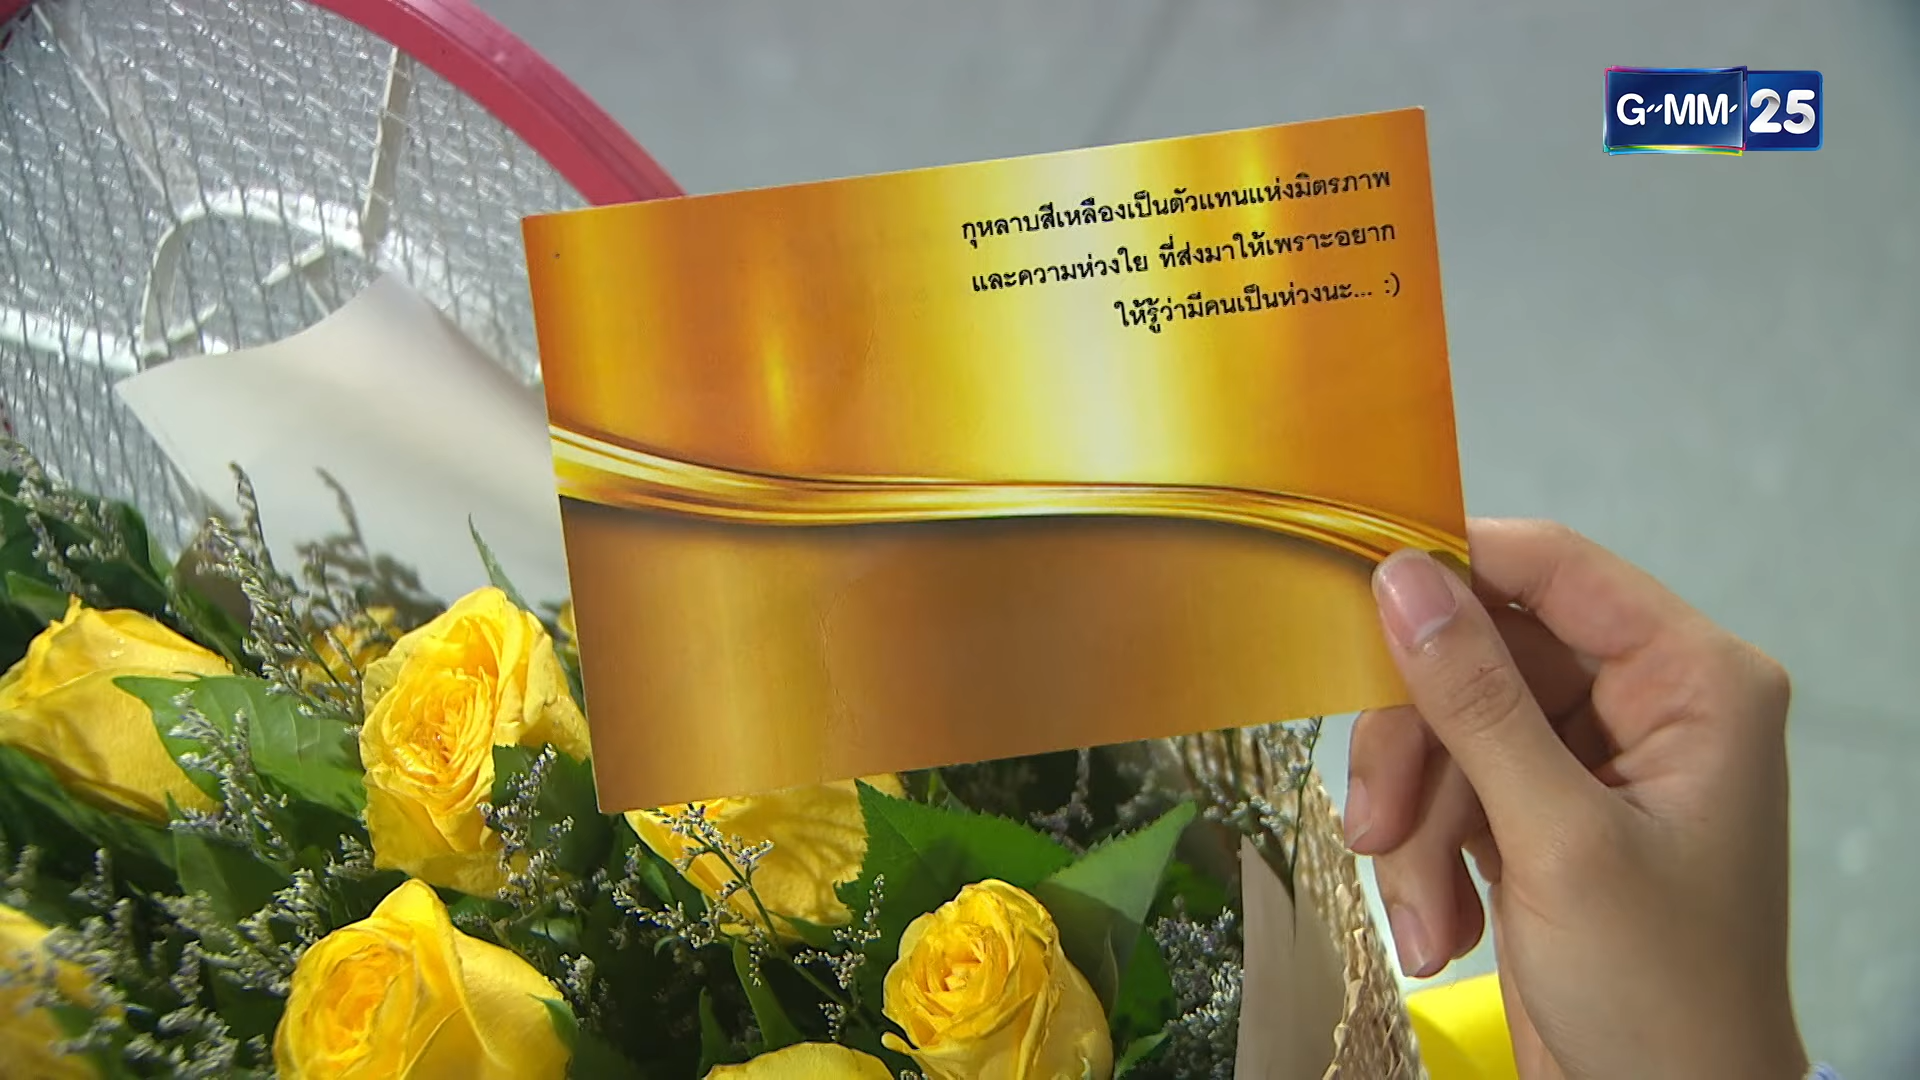 GMM 25
กุหลาบสีเหลืองเป็นตัวแทนแห่งมิตรภาพ
และความห่วงใย ที่ส่งมาให้เพราะอยาก
ให้รู้ว่ามีคนเป็นห่วงนะ... :)